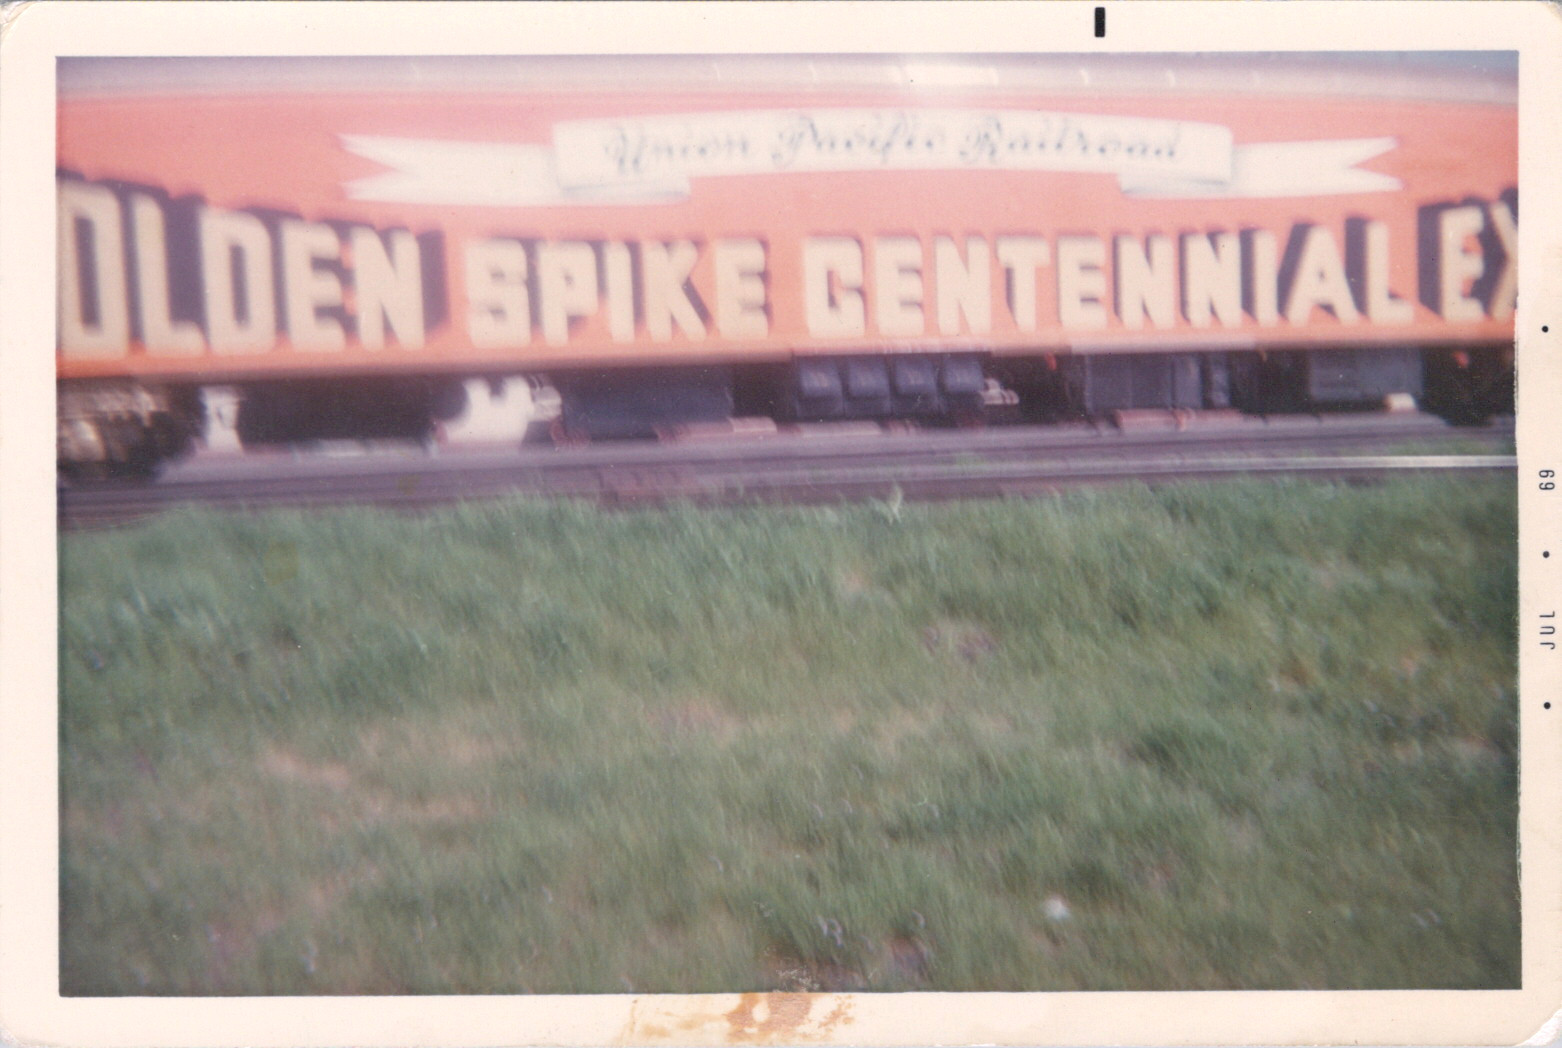 Union Pacific Railroad
OLDEN SPIKE CENTENNIAL EX
• JUL • 69 •